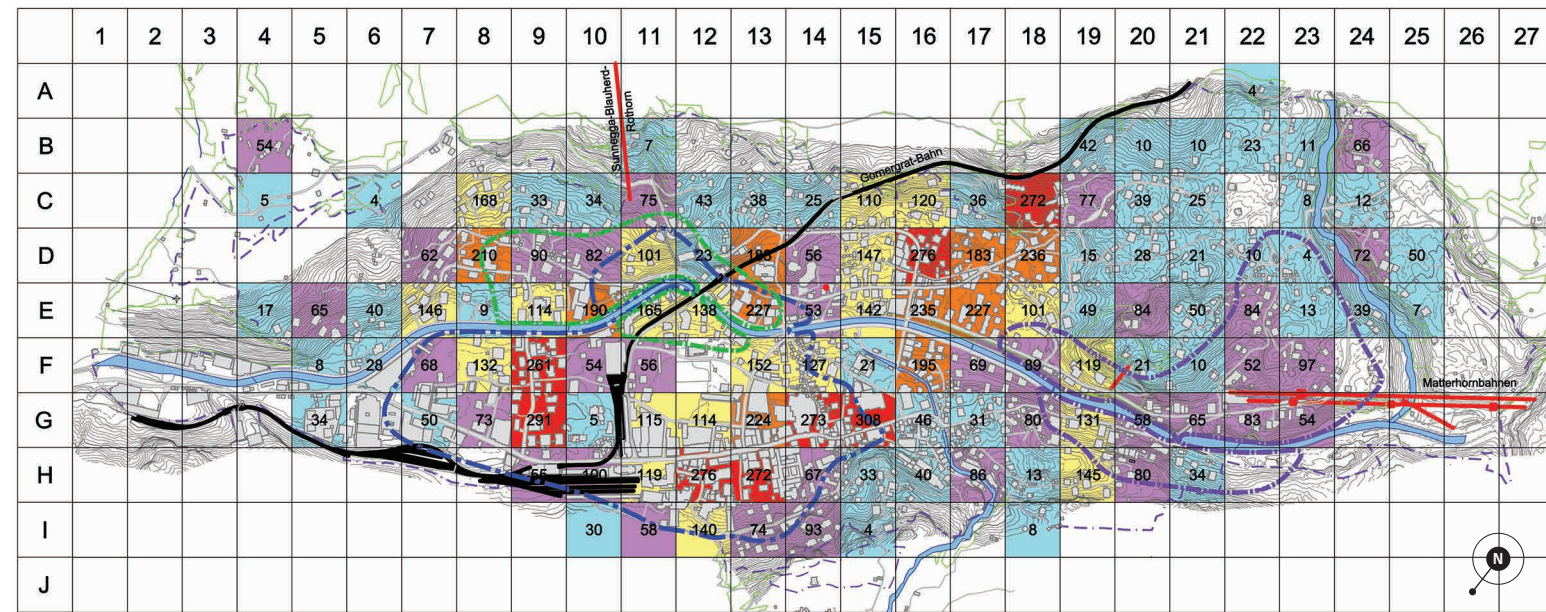 1 2 3 4 5 6 7 8 9 10 11 12 13 14 15 16 17 18 19 20 21 22 23 24 25 26 27
A 4
Sunnegga-Blauherd-
Rothorn
B 54 7 42 10 10 23 11 66
Gornergrat-Bahn
C 5 4 168 33 34 75 43 38 25 110 120 36 272 77 39 25 8 12
D 62 210 90 82 101 23 56 147 276 183 236 15 28 21 10 4 72 50
E 17 65 40 146 9 114 190 165 138 227 53 142 235 227 101 49 84 50 84 13 39 7
F 8 28 68 132 261 54 56 152 127 21 195 69 89 119 21 10 52 97
Matterhornbahnen
G 34 50 73 291 5 115 114 224 273 308 46 31 80 131 58 65 83 54
H 55 100 119 276 272 67 33 40 86 13 145 80 34
I 30 58 140 74 93 4 8
J
N